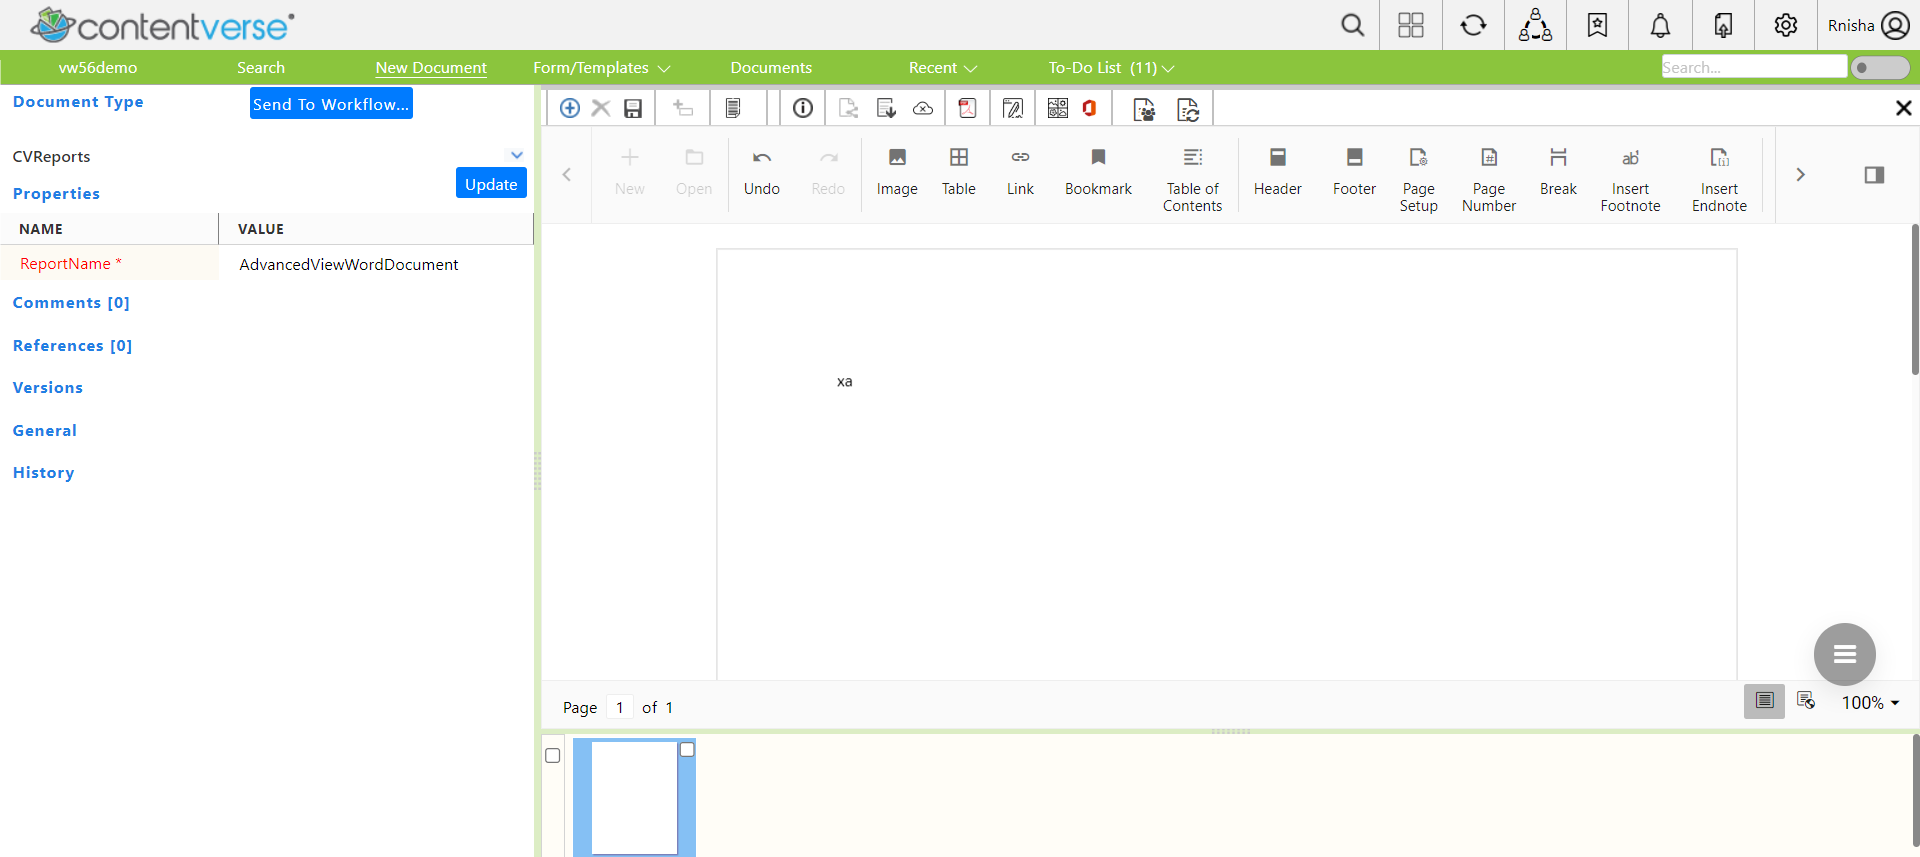 contentverse
Rnisha
vw56demo Search New Document Form/Templates Documents Recent To-Do List (11) Search...
Document Type Send To Workflow...
CVReports
Properties Update
NAME VALUE
ReportName * AdvancedViewWordDocument
Comments [0]
References [0]
Versions
General
History
New Open Undo Redo Image Table Link Bookmark Table of Contents Header Footer Page Setup Page Number Break Insert Footnote Insert Endnote
xa
Page 1 of 1
100%